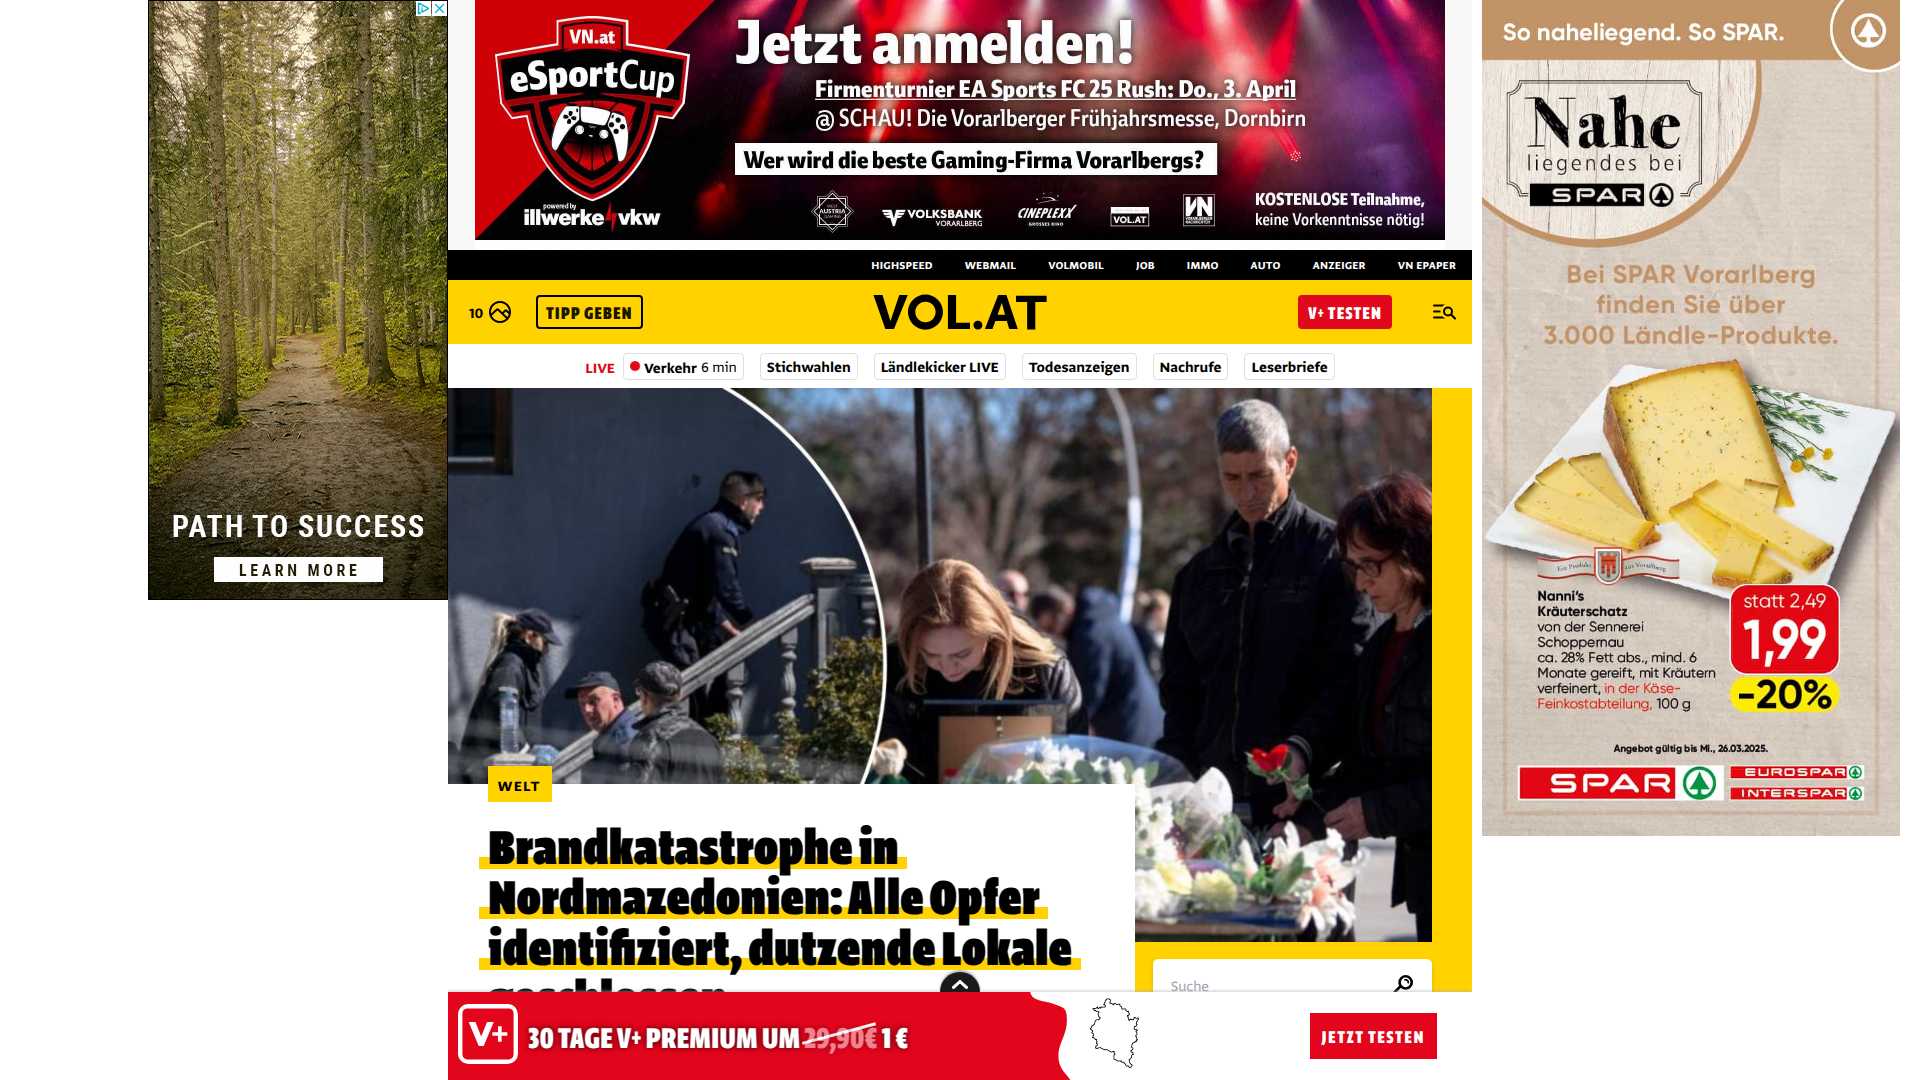 VN.at
eSportCup
powered by
illwerke vkw
Jetzt anmelden!
Firmenturnier EA Sports FC 25 Rush: Do., 3. April
@ SCHAU! Die Vorarlberger Frühjahrsmesse, Dornbirn
Wer wird die beste Gaming-Firma Vorarlbergs?
AUSTRIA
VOLKSBANK
VORARLBERG
CINEPLEXX
VOL.AT
VN
KOSTENLOSE Teilnahme,
keine Vorkenntnisse nötig!
PATH TO SUCCESS
LEARN MORE
HIGHSPEED WEBMAIL VOLMOBIL JOB IMMO AUTO ANZEIGER VN EPAPER
10 TIPP GEBEN VOL.AT V+ TESTEN
LIVE Verkehr 6 min Stichwahlen Ländlekicker LIVE Todesanzeigen Nachrufe Leserbriefe
WELT
Brandkatastrophe in
Nordmazedonien: Alle Opfer
identifiziert, dutzende Lokale
geschlossen
Suche
V+ 30 TAGE V+ PREMIUM UM 29,90€ 1 €
JETZT TESTEN
So naheliegend. So SPAR.
Nahe
liegendes bei
SPAR
Bei SPAR Vorarlberg
finden Sie über
3.000 Ländle-Produkte.
Ein Produkt aus Vorarlberg
Nanni's
Kräuterschatz
von der Sennerei
Schoppernau
ca. 28% Fett abs., mind. 6
Monate gereift, mit Kräutern
verfeinert, in der Käse-
Feinkostabteilung, 100 g
statt 2,49
1,99
-20%
Angebot gültig bis Mi., 26.03.2025.
SPAR
EUROSPAR
INTERSPAR